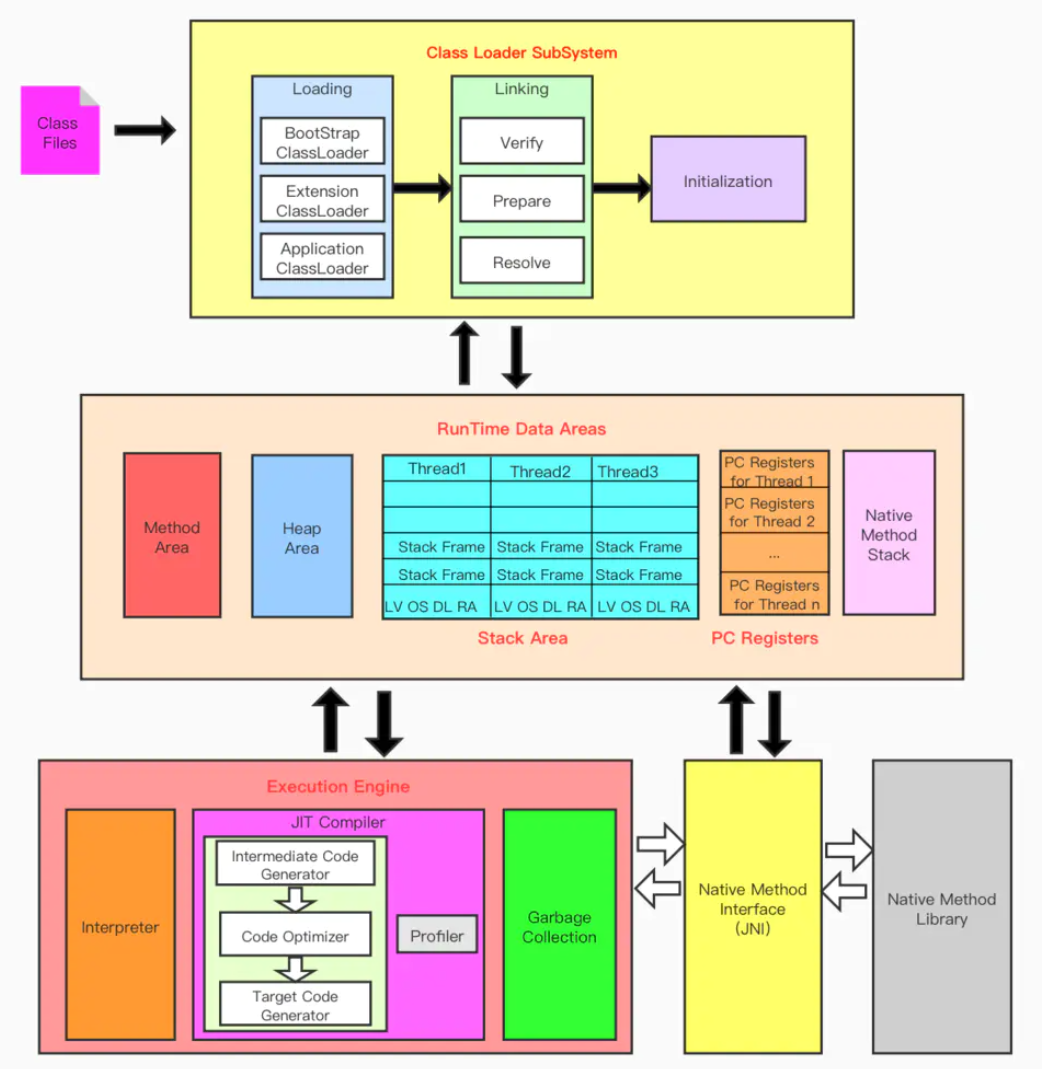 Class Loader SubSystem
Class
Files
Loading
BootStrap
ClassLoader
Extension
ClassLoader
Application
ClassLoader
Linking
Verify
Prepare
Resolve
Initialization
RunTime Data Areas
Method
Area
Heap
Area
Thread1
Thread2
Thread3
Stack Frame
Stack Frame
Stack Frame
Stack Frame
Stack Frame
Stack Frame
LV OS DL RA
LV OS DL RA
LV OS DL RA
Stack Area
PC Registers
for Thread 1
PC Registers
for Thread 2
...
PC Registers
for Thread n
PC Registers
Native
Method
Stack
Execution Engine
Interpreter
JIT Compiler
Intermediate Code
Generator
Code Optimizer
Target Code
Generator
Profiler
Garbage
Collection
Native Method
Interface
(JNI)
Native Method
Library